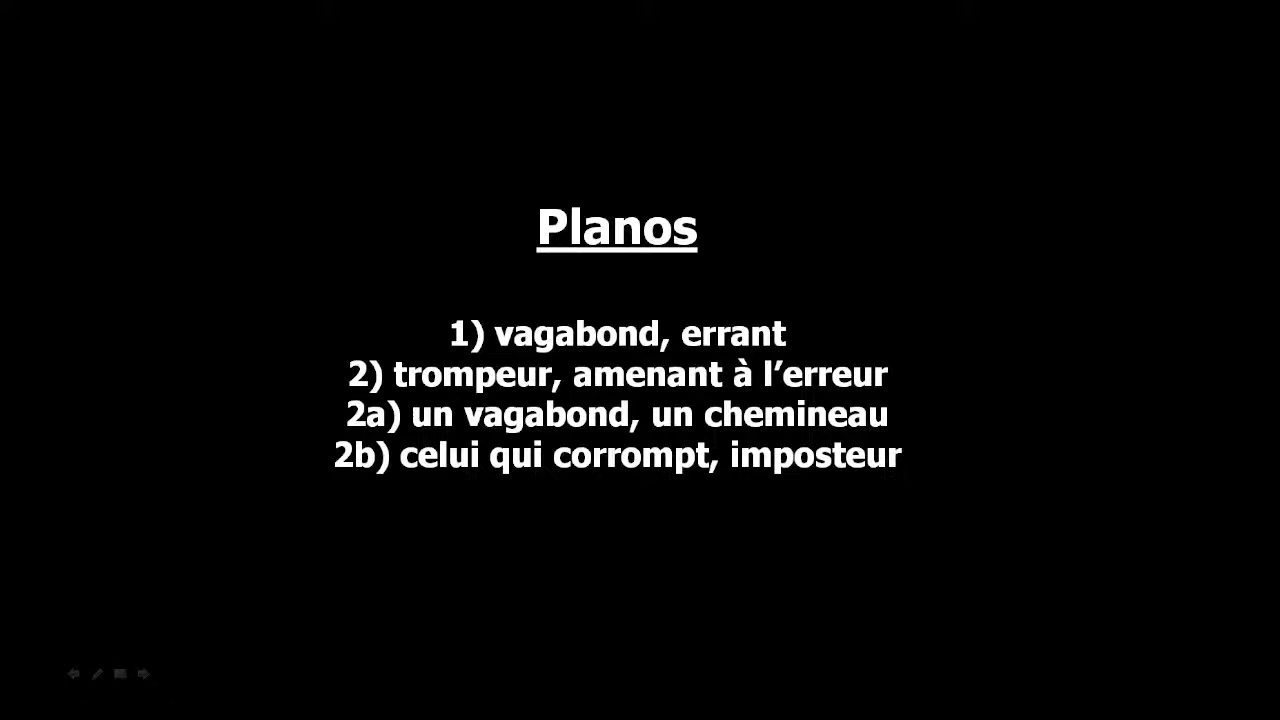 Planos
1) vagabond, errant
2) trompeur, amenant à l’erreur
2a) un vagabond, un chemineau
2b) celui qui corrompt, imposteur